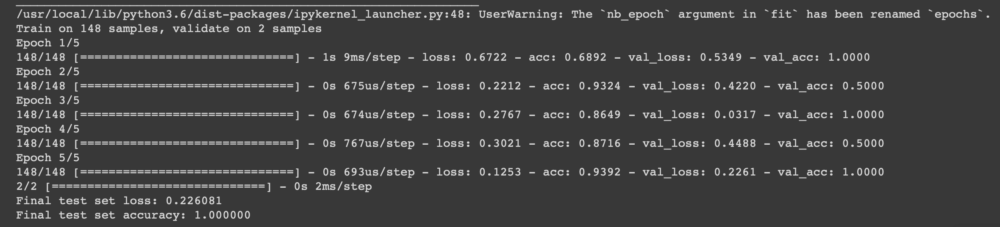 /usr/local/lib/python3.6/dist-packages/ipykernel_launcher.py:48: UserWarning: The `nb_epoch` argument in `fit` has been renamed `epochs`.
Train on 148 samples, validate on 2 samples
Epoch 1/5
148/148 [==============================] - 1s 9ms/step - loss: 0.6722 - acc: 0.6892 - val_loss: 0.5349 - val_acc: 1.0000
Epoch 2/5
148/148 [==============================] - 0s 675us/step - loss: 0.2212 - acc: 0.9324 - val_loss: 0.4220 - val_acc: 0.5000
Epoch 3/5
148/148 [==============================] - 0s 674us/step - loss: 0.2767 - acc: 0.8649 - val_loss: 0.0317 - val_acc: 1.0000
Epoch 4/5
148/148 [==============================] - 0s 767us/step - loss: 0.3021 - acc: 0.8716 - val_loss: 0.4488 - val_acc: 0.5000
Epoch 5/5
148/148 [==============================] - 0s 693us/step - loss: 0.1253 - acc: 0.9392 - val_loss: 0.2261 - val_acc: 1.0000
2/2 [==============================] - 0s 2ms/step
Final test set loss: 0.226081
Final test set accuracy: 1.000000